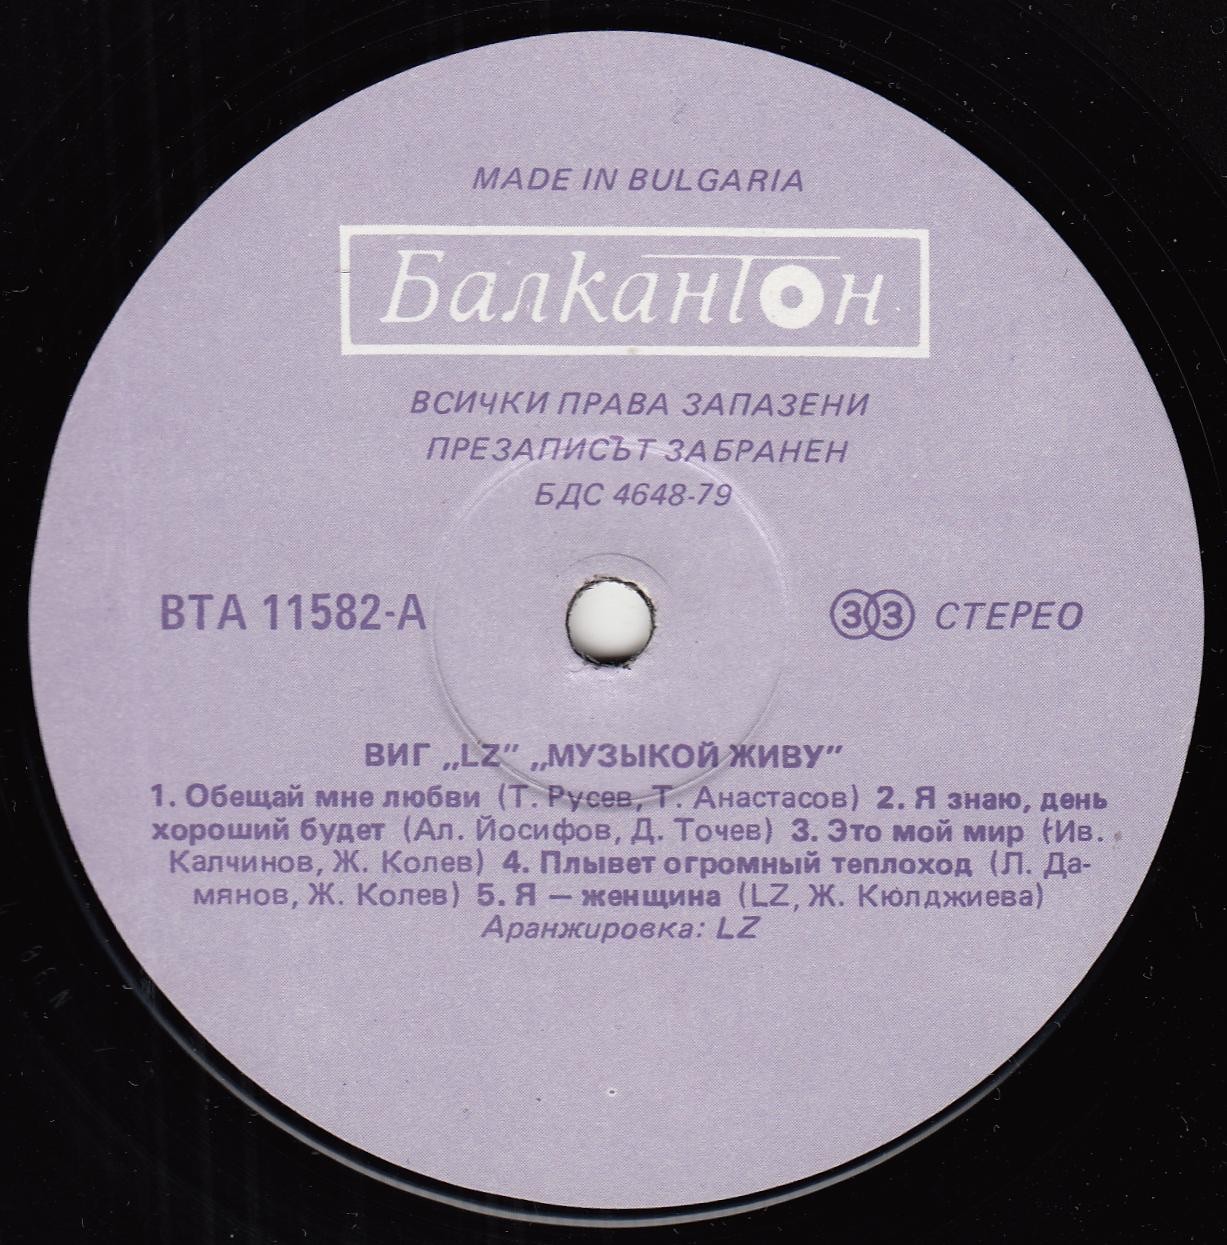 MADE IN BULGARIA
Балкантон
ВСИЧКИ ПРАВА ЗАПАЗЕНИ
ПРЕЗАПИСЪТ ЗАБРАНЕН
БДС 4648-79
ВТА 11582-А
33 СТЕРЕО
ВИГ „LZ” „МУЗЫКОЙ ЖИВУ”
1. Обещай мне любви (Т. Русев, Т. Анастасов) 2. Я знаю, день
хороший будет (Ал. Йосифов, Д. Точев) 3. Это мой мир (Ив.
Калчинов, Ж. Колев) 4. Плывет огромный теплоход (Л. Да-
мянов, Ж. Колев) 5. Я — женщина (LZ, Ж. Кюлджиева)
Аранжировка: LZ